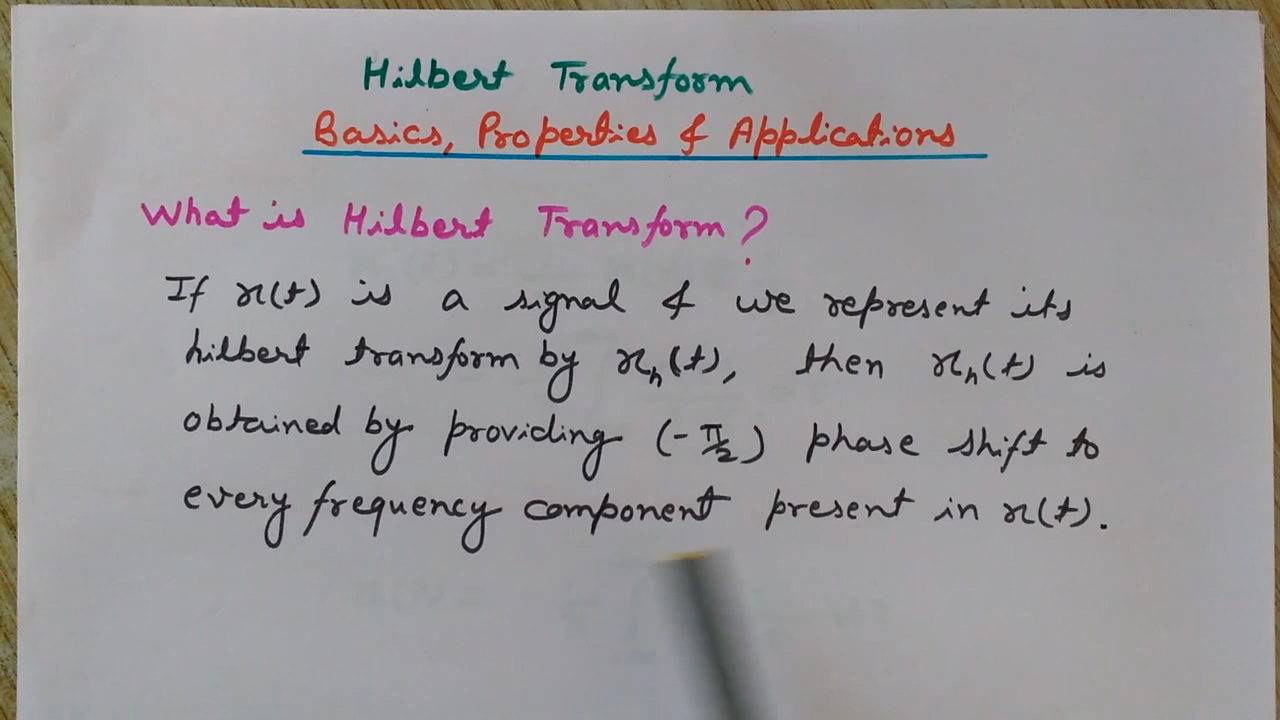 Hilbert Transform
Basics, Properties & Applications
What is Hilbert Transform?
If x(t) is a signal & we represent its
hilbert transform by xₕ(t), then xₕ(t) is
obtained by providing (-π/2) phase shift to
every frequency component present in x(t).